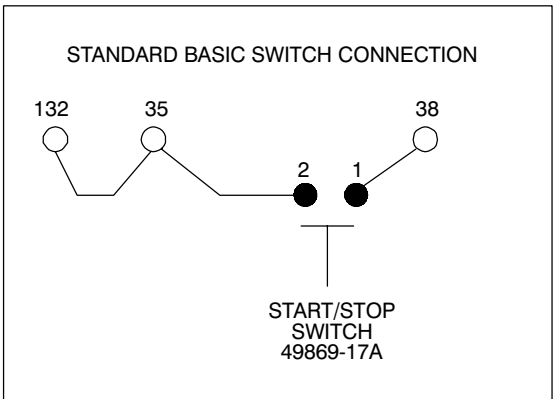 STANDARD BASIC SWITCH CONNECTION
132 35 38
2 1
START/STOP
SWITCH
49869-17A